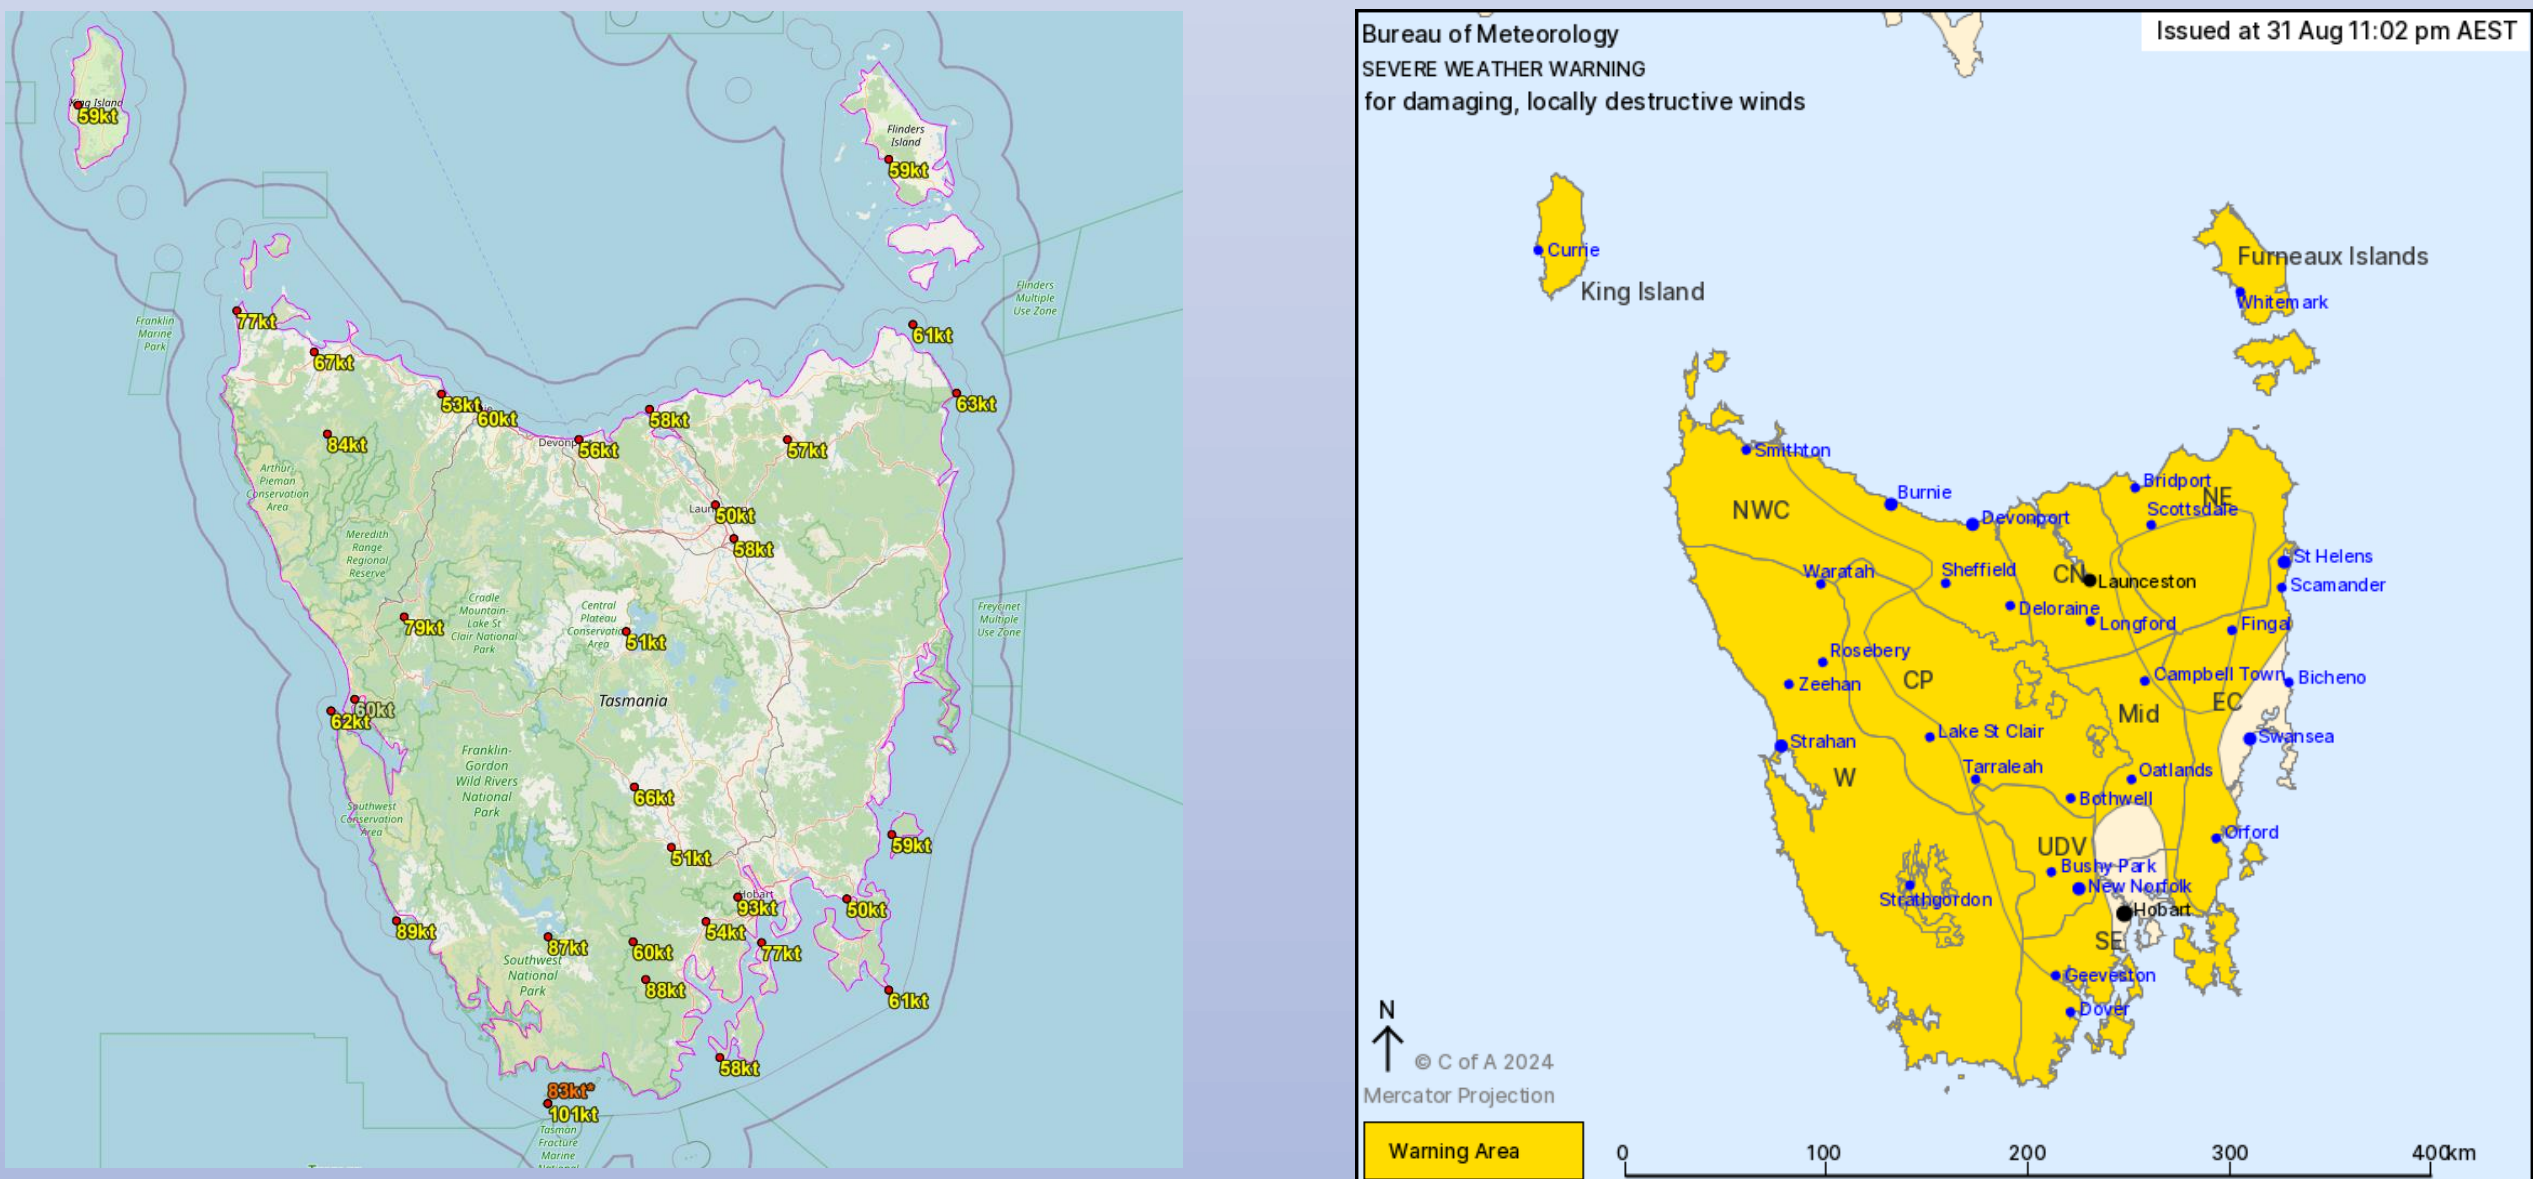 King Island
59kt
Flinders
Island
59kt
Flinders
Multiple
Use Zone
Franklin
Marine
Park
77kt
61kt
67kt
53kt
60kt
58kt
63kt
84kt
56kt
57kt
Arthur
Pieman
Conservation
Area
50kt
Meredith
Range
Regional
Reserve
58kt
Cradle
Mountain-
Lake St
Clair National
Park
Central
Plateau
Conservation
Area
Freycinet
Multiple
Use Zone
79kt
51kt
60kt
62kt
Tasmania
Franklin-
Gordon
Wild Rivers
National
Park
66kt
Southwest
Conservation
Area
59kt
51kt
Hobart
93kt
50kt
89kt
54kt
87kt
60kt
77kt
Southwest
National
Park
88kt
61kt
58kt
83kt*
101kt
Tasman
Fracture
Marine
Bureau of Meteorology
SEVERE WEATHER WARNING
for damaging, locally destructive winds
Issued at 31 Aug 11:02 pm AEST
Currie
King Island
Furneaux Islands
Whitemark
Smithton
Burnie
Devonport
Bridport
NE
Scottsdale
NWC
St Helens
Scamander
Waratah
Sheffield
CN
Launceston
Deloraine
Longford
Fingal
Rosebery
Zeehan
CP
Campbell Town
Bicheno
EC
Mid
Swansea
Lake St Clair
Strahan
W
Tarraleah
Oatlands
Bothwell
Orford
UDV
Bushy Park
New Norfolk
Strathgordon
Hobart
SE
Geeveston
Dover
N
© C of A 2024
Mercator Projection
Warning Area
0 100 200 300 400km